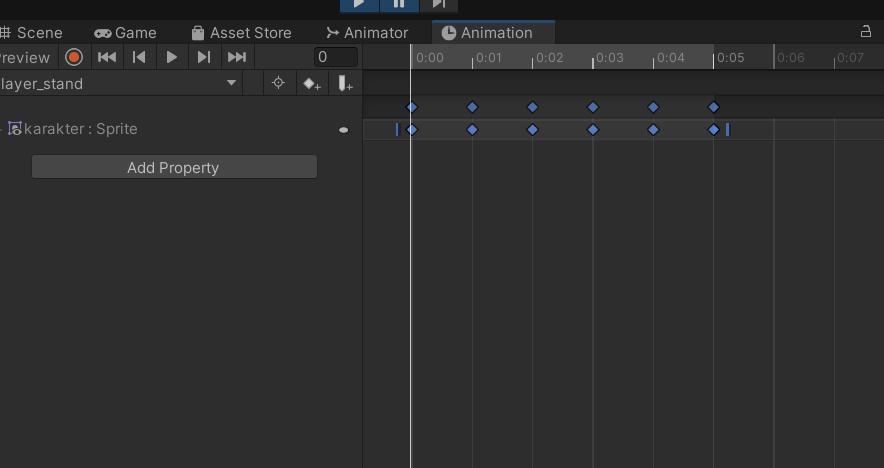 Scene Game Asset Store Animator Animation
review 0 0:00 0:01 0:02 0:03 0:04 0:05 0:06 0:07
layer_stand
karakter : Sprite
Add Property